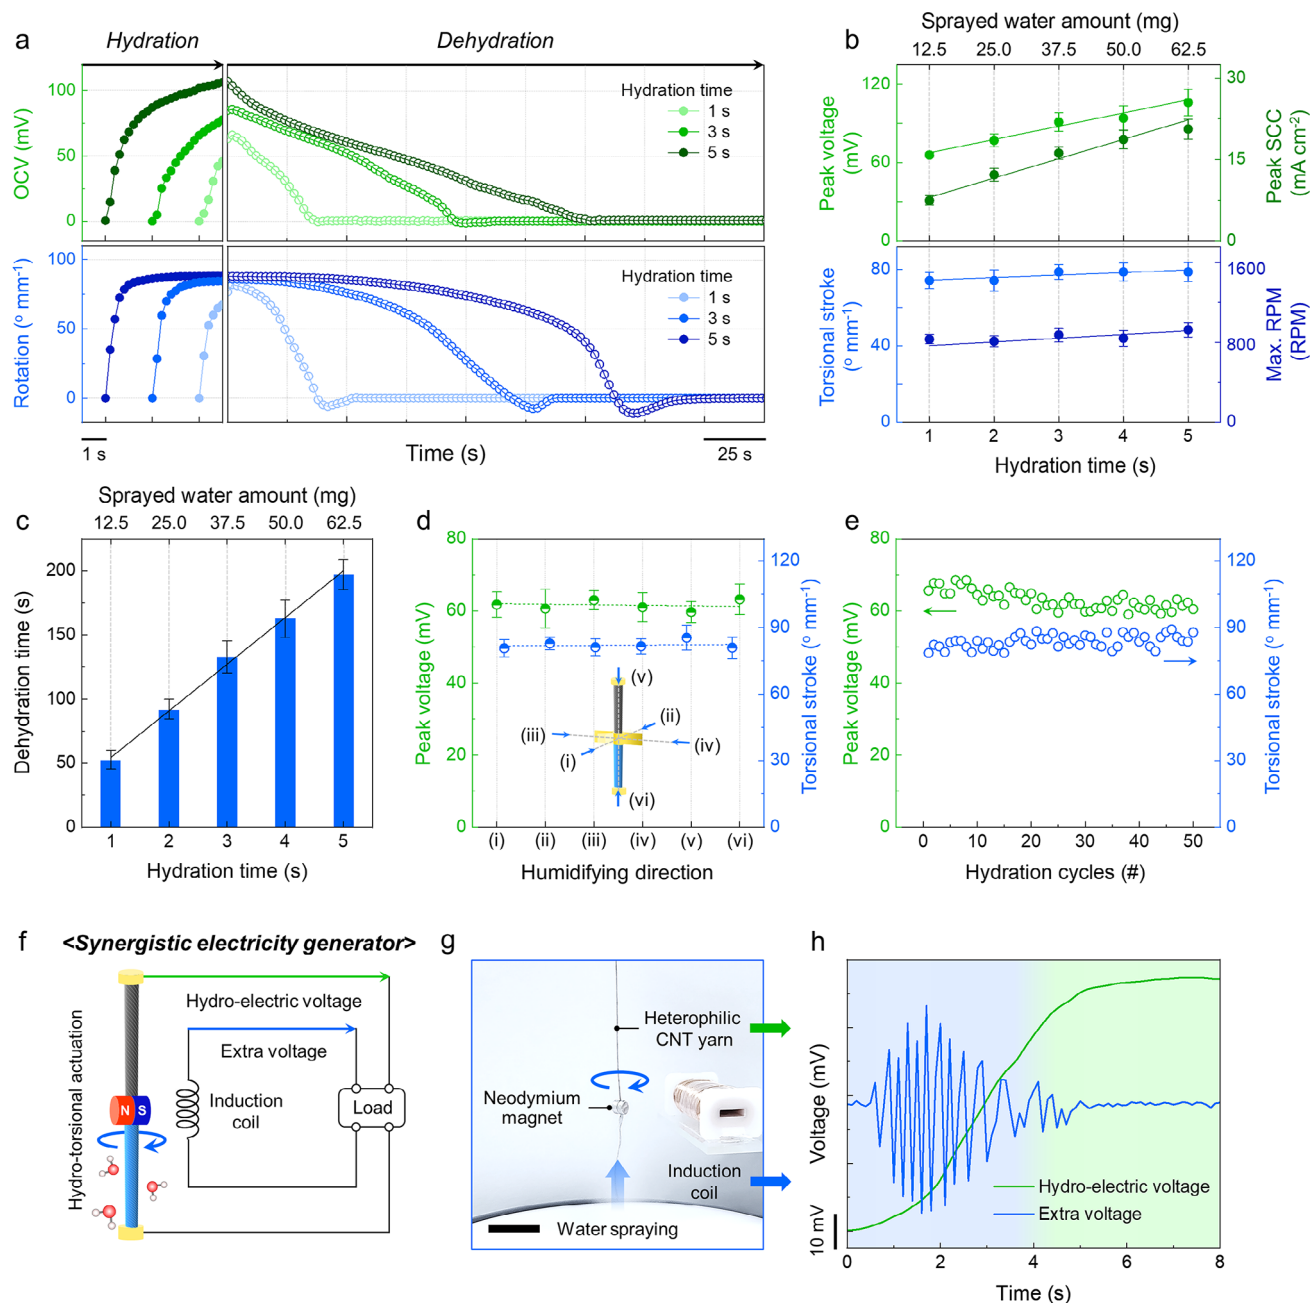 a
Hydration
Dehydration
OCV (mV)
100
50
0
Hydration time
1 s
3 s
5 s
Rotation (º mm⁻¹)
100
50
0
Hydration time
1 s
3 s
5 s
1 s
Time (s)
25 s
b
Sprayed water amount (mg)
12.5 25.0 37.5 50.0 62.5
Peak voltage
(mV)
120
60
0
30
15
0
Peak SCC
(mA cm⁻²)
Torsional stroke
(º mm⁻¹)
80
40
0
1600
800
0
Max. RPM
(RPM)
1 2 3 4 5
Hydration time (s)
c
Sprayed water amount (mg)
12.5 25.0 37.5 50.0 62.5
Dehydration time (s)
200
150
100
50
0
1 2 3 4 5
Hydration time (s)
d
Peak voltage (mV)
80
60
40
20
0
120
90
60
30
0
Torsional stroke (º mm⁻¹)
(v)
(ii)
(iii)
(iv)
(i)
(vi)
(i) (ii) (iii) (iv) (v) (vi)
Humidifying direction
e
Peak voltage (mV)
80
60
40
20
0
120
90
60
30
0
Torsional stroke (º mm⁻¹)
0 10 20 30 40 50
Hydration cycles (#)
f
<Synergistic electricity generator>
Hydro-torsional actuation
Hydro-electric voltage
Extra voltage
Induction
coil
Load
N S
g
Heterophilic
CNT yarn
Neodymium
magnet
Induction
coil
Water spraying
h
Voltage (mV)
10 mV
Hydro-electric voltage
Extra voltage
0 2 4 6 8
Time (s)